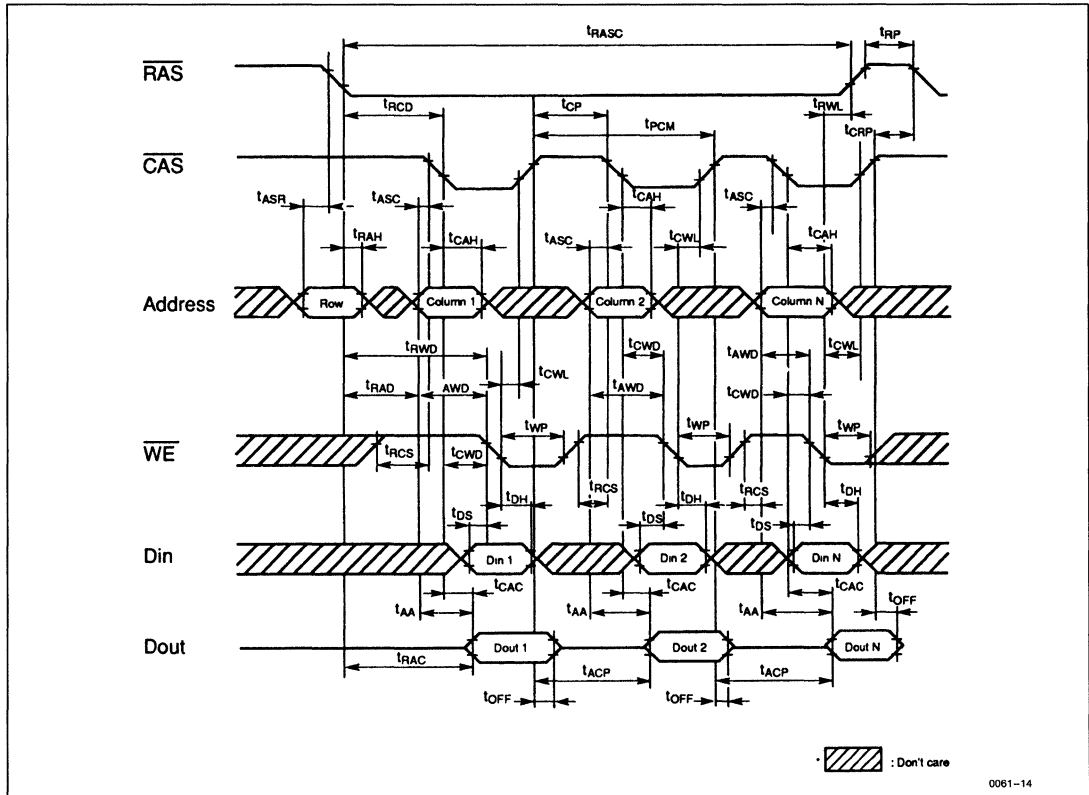 tRASC tRP
RAS
tRCD tCP tRWL
tPCM tCRP
CAS
tASR tASC tCAH tASC
tRAH tCAH tASC tCWL tCAH
Address Row Column 1 Column 2 Column N
tRWD tCWD tAWD tCWL
tCWL
tRAD AWD tAWD tCWD
tWP tWP tWP
WE
tRCS tCWD tRCS tRCS
tDH tDH tDH
tDS tDS tDS
Din Din 1 Din 2 Din N
tCAC tCAC tCAC
tAA tAA tAA tOFF
Dout Dout 1 Dout 2 Dout N
tRAC tACP tACP
tOFF tOFF
• : Don't care
0061–14